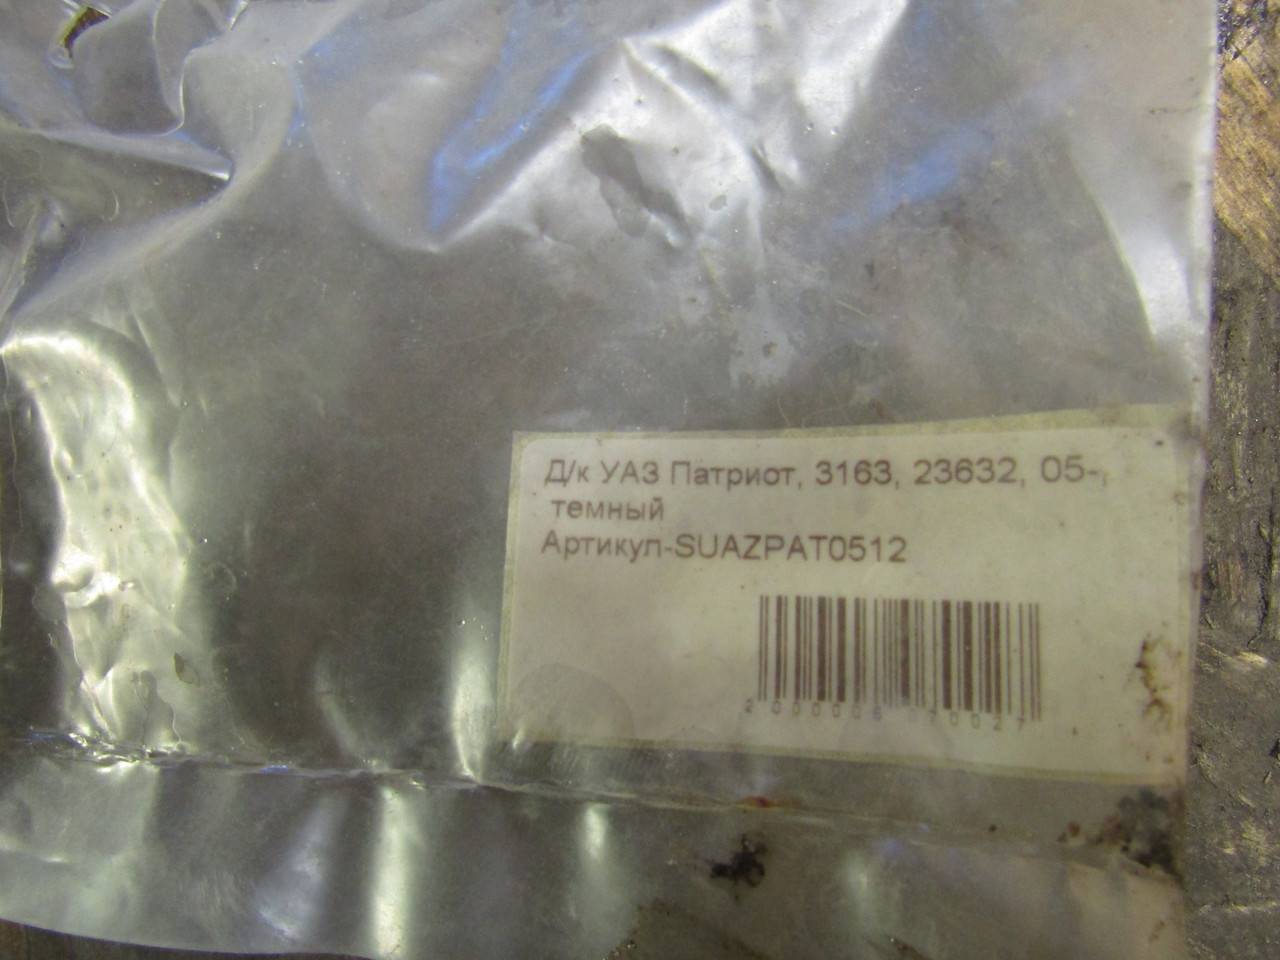 Д/к УАЗ Патриот, 3163, 23632, 05-,
темный
Артикул-SUAZPAT0512